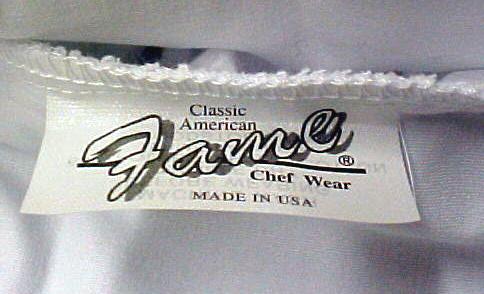 Classic
American
Fame®
Chef Wear
MADE IN USA